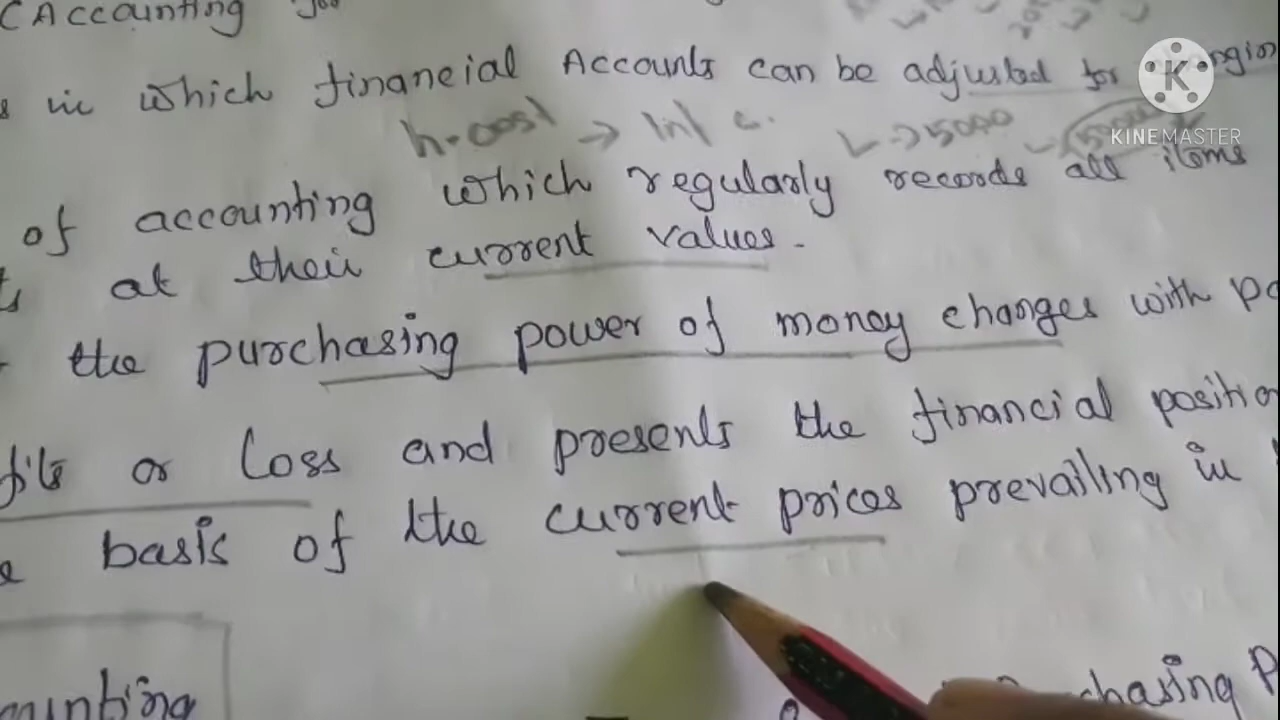 (Accounting for
in which financial Accounts can be adjusted for
KINEMASTER
h.cost → Inf
↳ → 15000
of accounting which regularly records all items
at their current values.
the purchasing power of money changes with
or Loss and presents the financial
basis of the current prices prevailing in